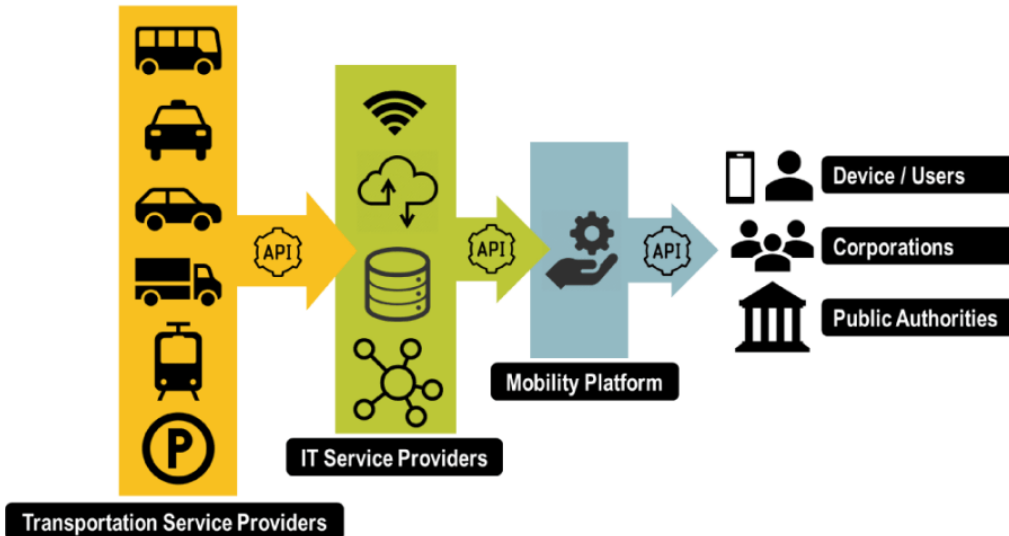 API
API
API
P
Device / Users
Corporations
Public Authorities
Mobility Platform
IT Service Providers
Transportation Service Providers